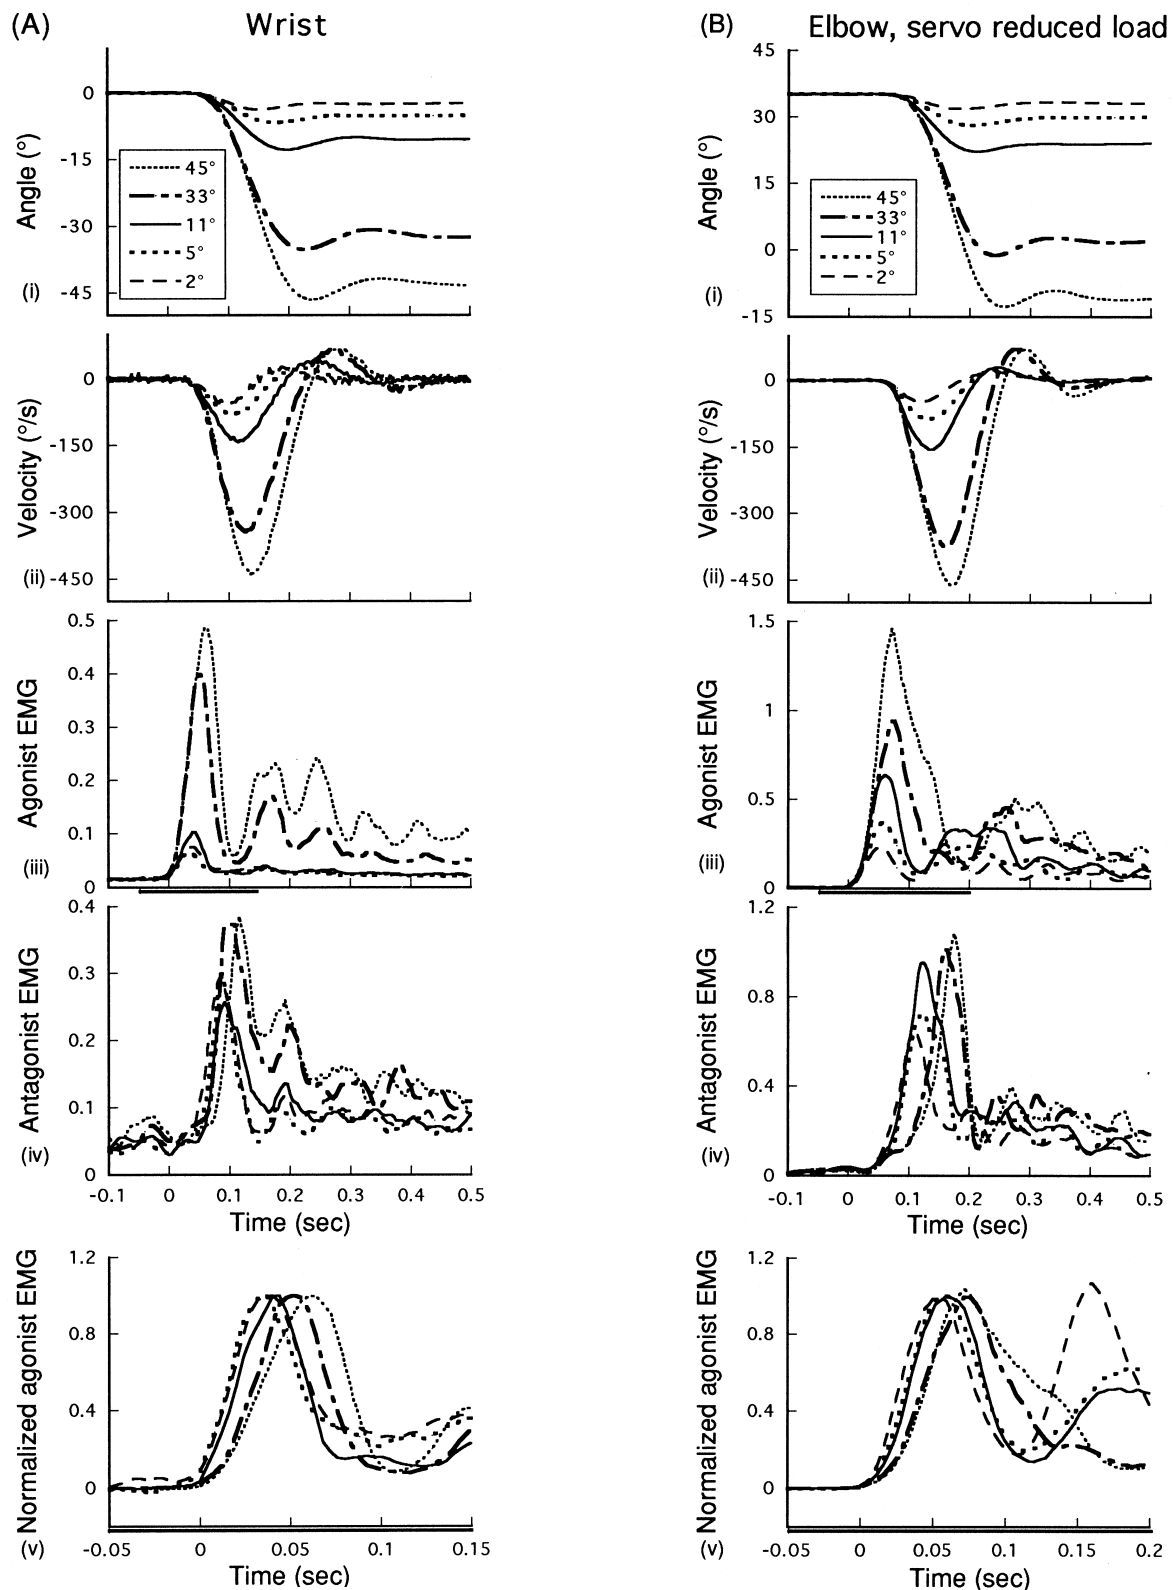 (A) Wrist
0
-15
-30
-45
Angle (°)
(i)
45°
33°
11°
5°
2°
0
-150
-300
-450
Velocity (°/s)
(ii)
0.5
0.4
0.3
0.2
0.1
0
Agonist EMG
(iii)
0.4
0.3
0.2
0.1
0
Antagonist EMG
(iv)
-0.1 0 0.1 0.2 0.3 0.4 0.5
Time (sec)
1.2
0.8
0.4
0
Normalized agonist EMG
(v)
-0.05 0 0.05 0.1 0.15
Time (sec)
(B) Elbow, servo reduced load
45
30
15
0
-15
Angle (°)
(i)
45°
33°
11°
5°
2°
0
-150
-300
-450
Velocity (°/s)
(ii)
1.5
1
0.5
0
Agonist EMG
(iii)
1.2
0.8
0.4
0
Antagonist EMG
(iv)
-0.1 0 0.1 0.2 0.3 0.4 0.5
Time (sec)
1.2
0.8
0.4
0
Normalized agonist EMG
(v)
-0.05 0 0.05 0.1 0.15 0.2
Time (sec)